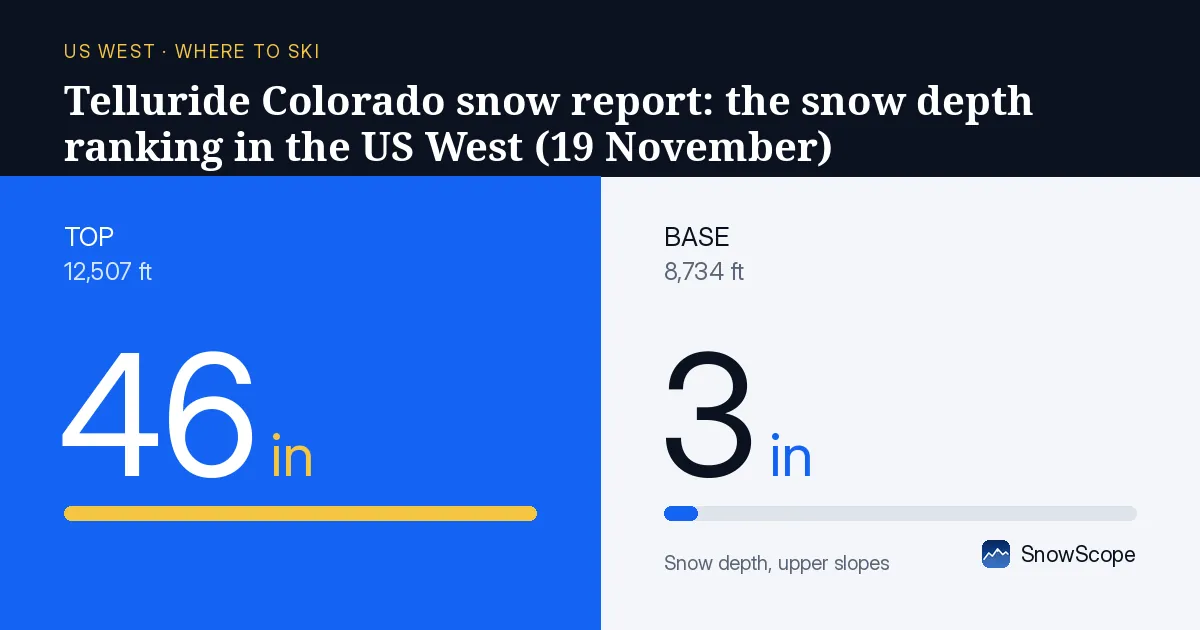 US WEST · WHERE TO SKI
Telluride Colorado snow report: the snow depth
ranking in the US West (19 November)
TOP
12,507 ft
46 in
BASE
8,734 ft
3 in
Snow depth, upper slopes
SnowScope